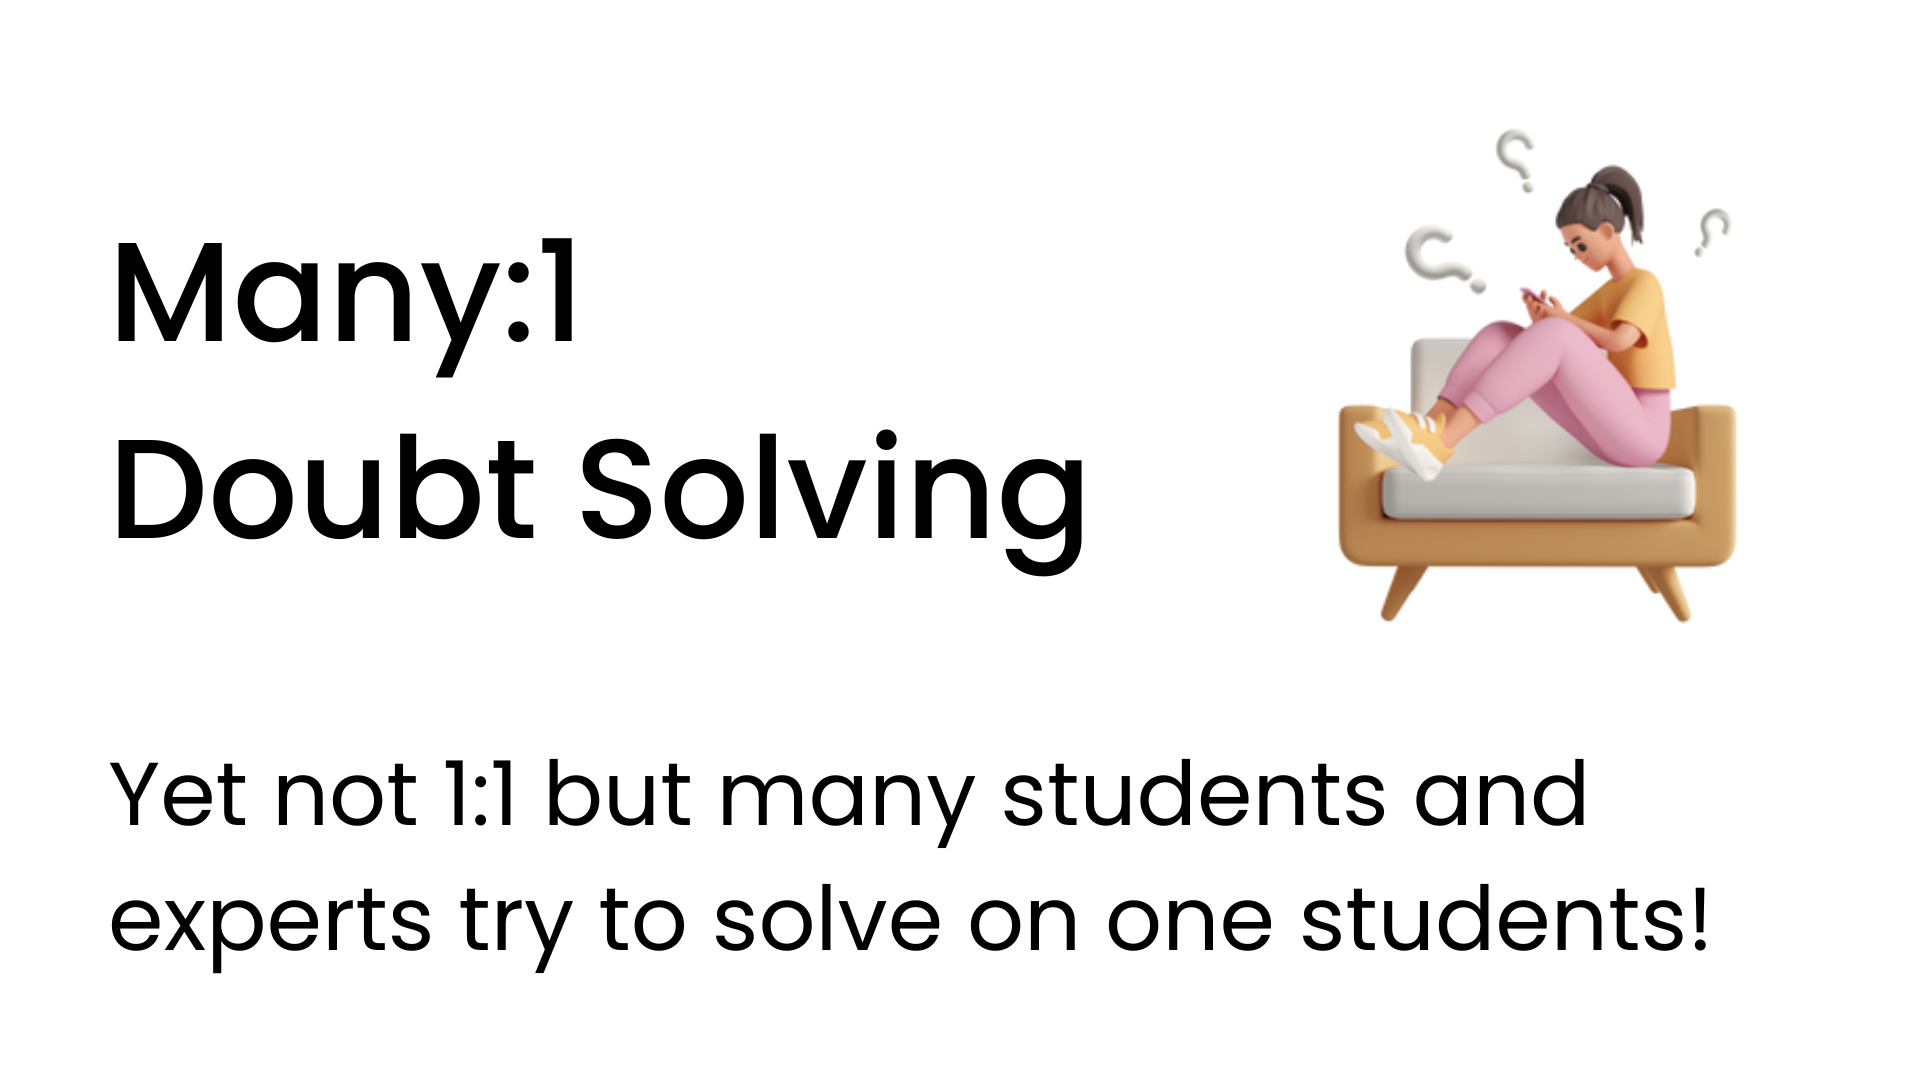 Many:1
Doubt Solving
Yet not 1:1 but many students and
experts try to solve on one students!